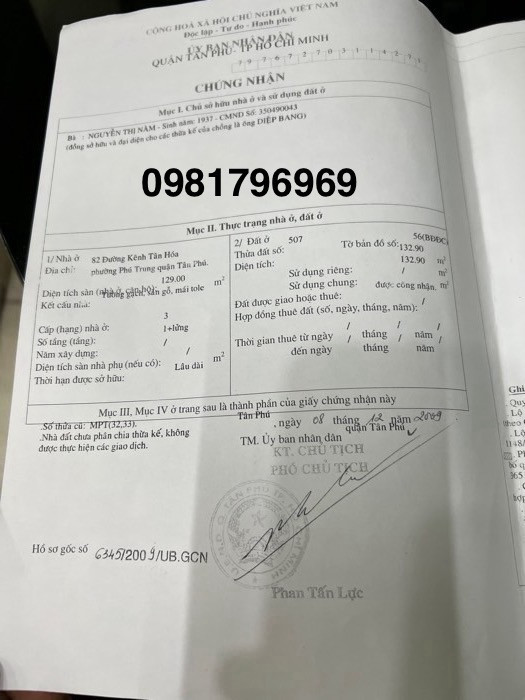 CỘNG HOÀ XÃ HỘI CHỦ NGHĨA VIỆT NAM
Độc lập - Tự do - Hạnh phúc
ỦY BAN NHÂN DÂN
QUẬN TÂN PHÚ- TP HỒ CHÍ MINH
CHỨNG NHẬN
Mục I. Chủ sở hữu nhà ở và sử dụng đất ở
Bà : NGUYỄN THỊ NĂM - Sinh năm: 1937 - CMND Số: 350490043
(đồng sở hữu và đại diện cho các thừa kế của chồng là ông DIỆP BANG)
0981796969
Mục II. Thực trạng nhà ở, đất ở
1/ Nhà ở 82 Đường Kênh Tân Hóa
Địa chỉ: phường Phú Trung quận Tân Phú.
Diện tích sàn (nhà ở, căn hộ): 129.00 m2
Kết cấu nhà: Tường gạch, sàn gỗ, mái tole
Cấp (hạng) nhà ở: 3
Số tầng (tầng): 1+lửng
Năm xây dựng: /
Diện tích sàn nhà phụ (nếu có): / m2
Thời hạn được sở hữu: Lâu dài
2/ Đất ở
Thửa đất số: 507 Tờ bản đồ số: 56(BĐĐC)
Diện tích: 132.90 m2
Sử dụng riêng: 132.90 m2
Sử dụng chung: / m2
Đất được giao hoặc thuê: được công nhận.
Hợp đồng thuê đất (số, ngày, tháng, năm): /
Thời gian thuê từ ngày / tháng / năm /
đến ngày / tháng / năm /
Mục III, Mục IV ở trang sau là thành phần của giấy chứng nhận này
.Số thửa cũ: MPT(32,33).
.Nhà đất chưa phân chia thừa kế, không
được thực hiện các giao dịch.
Tân Phú , ngày 08 tháng 12 năm 2009
TM. Ủy ban nhân dân quận Tân Phú
KT. CHỦ TỊCH
PHÓ CHỦ TỊCH
Hồ sơ gốc số 6345/2009/UB.GCN
Phan Tấn Lực